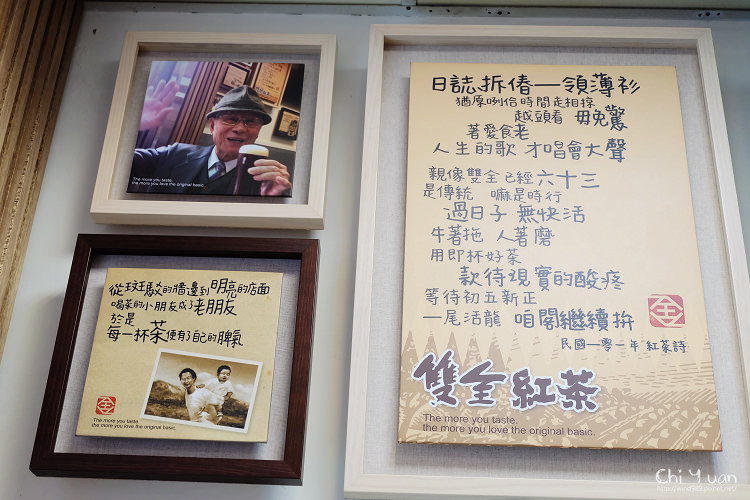 The more you taste.
the more you love the original basic.
從斑駁的牆邊到明亮的店面
喝茶的小朋友成了老朋友
於是
每一杯茶便有了自己的脾氣
The more you taste.
the more you love the original basic.
日誌拆偆一領薄衫
猶原咧佮時間走相掠
越頭看 毋免驚
著愛食老
人生的歌 才唱會大聲
親像雙全已經六十三
是傳統 嘛是時行
過日子 無快活
牛著拖 人著磨
用即杯好茶
款待現實的酸疼
等待初五新正
一尾活龍 咱閣繼續拚
民國一零一年 紅茶詩
雙全紅茶
The more you taste.
the more you love the original basic.
Chi Yuan